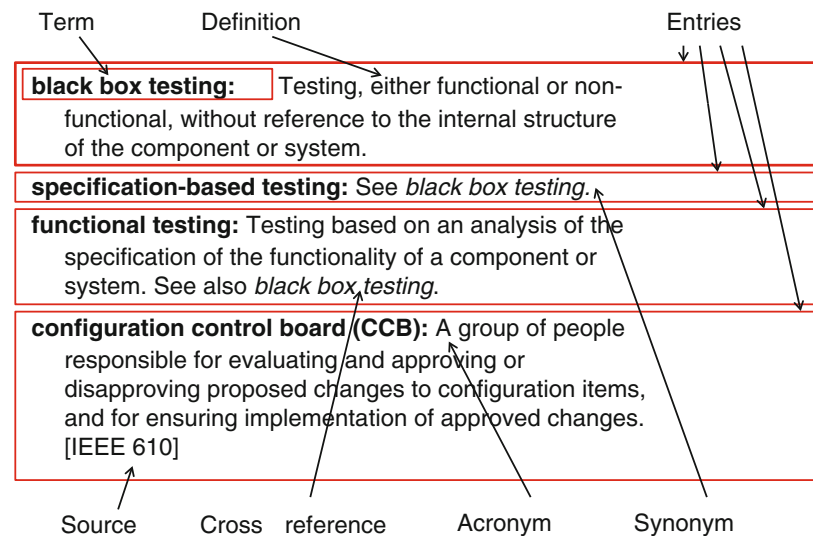 Term Definition Entries
black box testing: Testing, either functional or non-
functional, without reference to the internal structure
of the component or system.
specification-based testing: See black box testing.
functional testing: Testing based on an analysis of the
specification of the functionality of a component or
system. See also black box testing.
configuration control board (CCB): A group of people
responsible for evaluating and approving or
disapproving proposed changes to configuration items,
and for ensuring implementation of approved changes.
[IEEE 610]
Source Cross reference Acronym Synonym